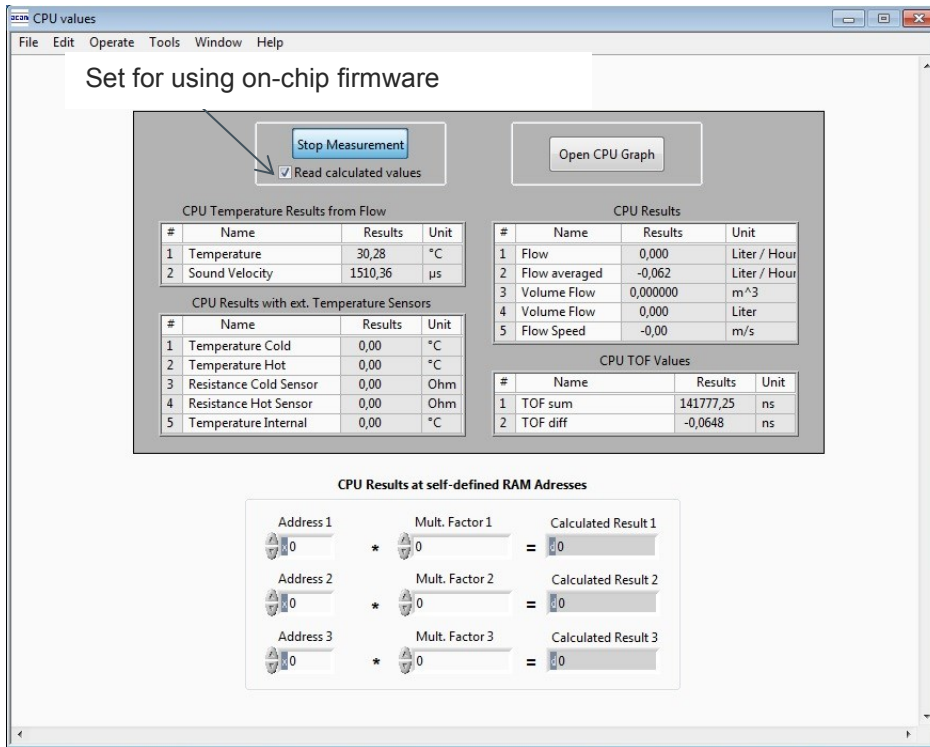 acam CPU values
File Edit Operate Tools Window Help
Set for using on-chip firmware
Stop Measurement
Read calculated values
Open CPU Graph
CPU Temperature Results from Flow
# Name Results Unit
1 Temperature 30,28 °C
2 Sound Velocity 1510,36 µs
CPU Results with ext. Temperature Sensors
# Name Results Unit
1 Temperature Cold 0,00 °C
2 Temperature Hot 0,00 °C
3 Resistance Cold Sensor 0,00 Ohm
4 Resistance Hot Sensor 0,00 Ohm
5 Temperature Internal 0,00 °C
CPU Results
# Name Results Unit
1 Flow 0,000 Liter / Hour
2 Flow averaged -0,062 Liter / Hour
3 Volume Flow 0,000000 m^3
4 Volume Flow 0,000 Liter
5 Flow Speed -0,00 m/s
CPU TOF Values
# Name Results Unit
1 TOF sum 141777,25 ns
2 TOF diff -0,0648 ns
CPU Results at self-defined RAM Adresses
Address 1 Mult. Factor 1 Calculated Result 1
x 0 * 0 = d 0
Address 2 Mult. Factor 2 Calculated Result 2
x 0 * 0 = d 0
Address 3 Mult. Factor 3 Calculated Result 3
x 0 * 0 = d 0